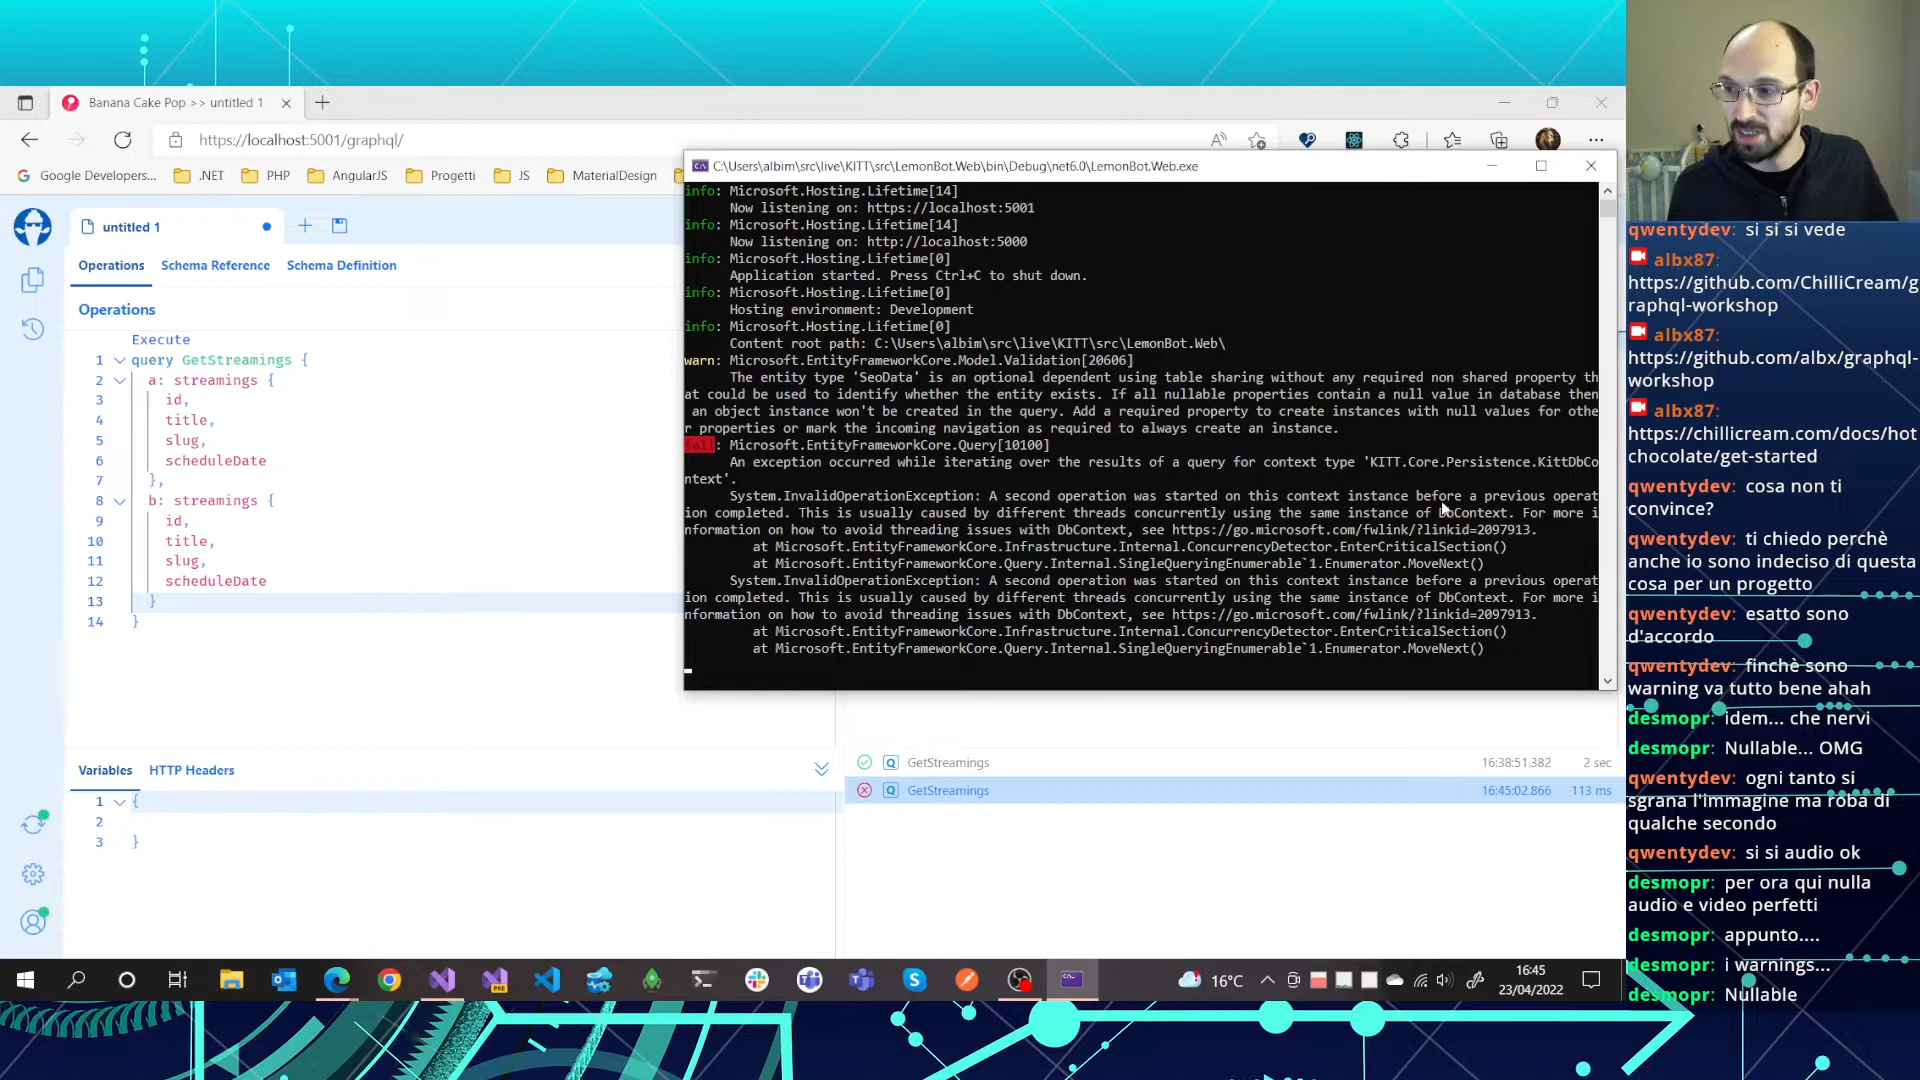 Banana Cake Pop >> untitled 1
https://localhost:5001/graphql/
Google Developers...
.NET
PHP
AngularJS
Progetti
JS
MaterialDesign
untitled 1
Operations
Schema Reference
Schema Definition
Operations
Execute
1 query GetStreamings {
2 a: streamings {
3 id,
4 title,
5 slug,
6 scheduleDate
7 },
8 b: streamings {
9 id,
10 title,
11 slug,
12 scheduleDate
13 }
14 }
Variables
HTTP Headers
1 {
2
3 }
C:\Users\albim\src\live\KITT\src\LemonBot.Web\bin\Debug\net6.0\LemonBot.Web.exe
info: Microsoft.Hosting.Lifetime[14]
Now listening on: https://localhost:5001
info: Microsoft.Hosting.Lifetime[14]
Now listening on: http://localhost:5000
info: Microsoft.Hosting.Lifetime[0]
Application started. Press Ctrl+C to shut down.
info: Microsoft.Hosting.Lifetime[0]
Hosting environment: Development
info: Microsoft.Hosting.Lifetime[0]
Content root path: C:\Users\albim\src\live\KITT\src\LemonBot.Web\
warn: Microsoft.EntityFrameworkCore.Model.Validation[20606]
The entity type 'SeoData' is an optional dependent using table sharing without any required non shared property th
at could be used to identify whether the entity exists. If all nullable properties contain a null value in database then
an object instance won't be created in the query. Add a required property to create instances with null values for othe
r properties or mark the incoming navigation as required to always create an instance.
fail: Microsoft.EntityFrameworkCore.Query[10100]
An exception occurred while iterating over the results of a query for context type 'KITT.Core.Persistence.KittDbCo
ntext'.
System.InvalidOperationException: A second operation was started on this context instance before a previous operat
ion completed. This is usually caused by different threads concurrently using the same instance of DbContext. For more i
nformation on how to avoid threading issues with DbContext, see https://go.microsoft.com/fwlink/?linkid=2097913.
at Microsoft.EntityFrameworkCore.Infrastructure.Internal.ConcurrencyDetector.EnterCriticalSection()
at Microsoft.EntityFrameworkCore.Query.Internal.SingleQueryingEnumerable`1.Enumerator.MoveNext()
System.InvalidOperationException: A second operation was started on this context instance before a previous operat
ion completed. This is usually caused by different threads concurrently using the same instance of DbContext. For more i
nformation on how to avoid threading issues with DbContext, see https://go.microsoft.com/fwlink/?linkid=2097913.
at Microsoft.EntityFrameworkCore.Infrastructure.Internal.ConcurrencyDetector.EnterCriticalSection()
at Microsoft.EntityFrameworkCore.Query.Internal.SingleQueryingEnumerable`1.Enumerator.MoveNext()
Q GetStreamings 16:38:51.382 2 sec
Q GetStreamings 16:45:02.866 113 ms
16°C
16:45
23/04/2022
qwentydev: si si si vede
albx87:
https://github.com/ChilliCream/g
raphql-workshop
albx87:
https://github.com/albx/graphql-
workshop
albx87:
https://chillicream.com/docs/hot
chocolate/get-started
qwentydev: cosa non ti
convince?
qwentydev: ti chiedo perchè
anche io sono indeciso di questa
cosa per un progetto
qwentydev: esatto sono
d'accordo
qwentydev: finchè sono
warning va tutto bene ahah
desmopr: idem... che nervi
desmopr: Nullable... OMG
qwentydev: ogni tanto si
sgrana l'immagine ma roba di
qualche secondo
qwentydev: si si audio ok
desmopr: per ora qui nulla
audio e video perfetti
desmopr: appunto....
desmopr: i warnings...
desmopr: Nullable